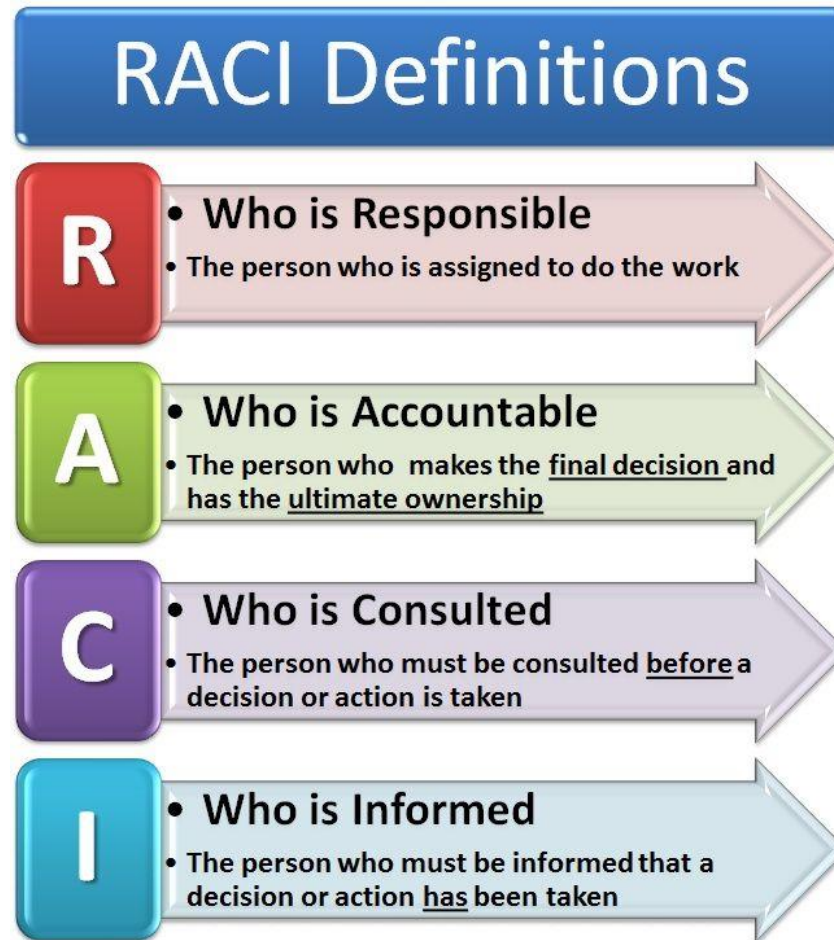 RACI Definitions
R
• Who is Responsible
• The person who is assigned to do the work
A
• Who is Accountable
• The person who makes the final decision and
has the ultimate ownership
C
• Who is Consulted
• The person who must be consulted before a
decision or action is taken
I
• Who is Informed
• The person who must be informed that a
decision or action has been taken